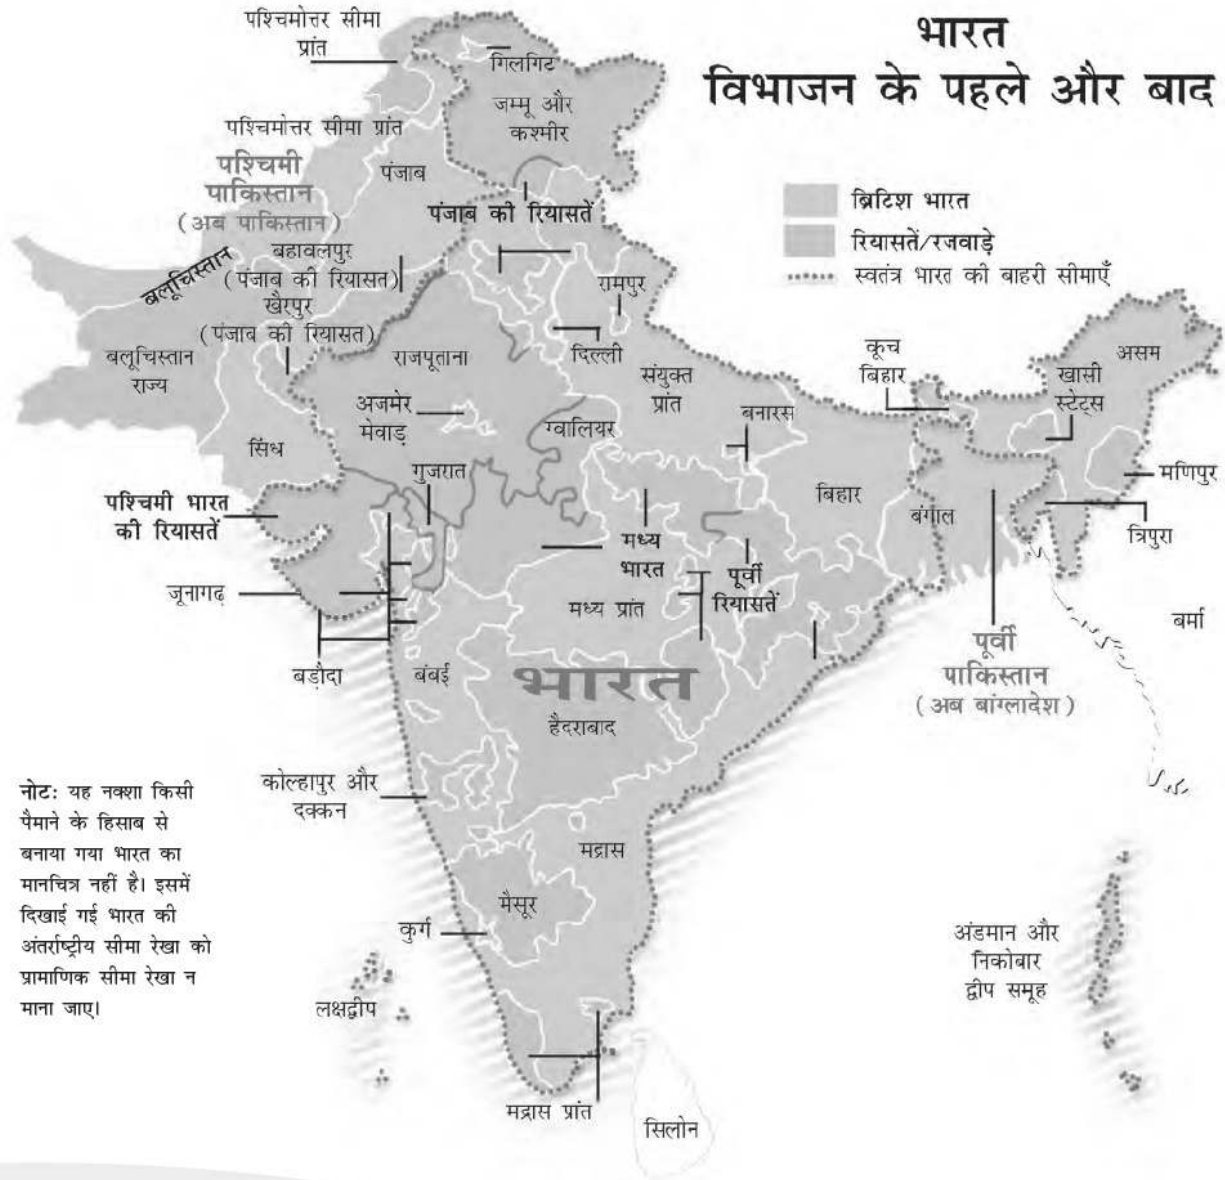 भारत
विभाजन के पहले और बाद
ब्रिटिश भारत
रियासतें/रजवाड़े
स्वतंत्र भारत की बाहरी सीमाएँ
पश्चिमोत्तर सीमा
प्रांत
गिलगिट
जम्मू और
कश्मीर
पश्चिमोत्तर सीमा प्रांत
पश्चिमी
पाकिस्तान
(अब पाकिस्तान)
पंजाब
पंजाब की रियासतें
बलूचिस्तान
बहावलपुर
(पंजाब की रियासत)
खैरपुर
(पंजाब की रियासत)
बलूचिस्तान
राज्य
राजपूताना
रामपुर
दिल्ली
संयुक्त
प्रांत
कूच
बिहार
असम
खासी
स्टेट्स
अजमेर
मेवाड़
ग्वालियर
बनारस
सिंध
गुजरात
मणिपुर
पश्चिमी भारत
की रियासतें
बिहार
बंगाल
त्रिपुरा
मध्य
भारत
पूर्वी
रियासतें
जूनागढ़
मध्य प्रांत
बर्मा
पूर्वी
पाकिस्तान
(अब बांग्लादेश)
बड़ौदा
बंबई
भारत
हैदराबाद
कोल्हापुर और
दक्कन
नोटः यह नक्शा किसी
पैमाने के हिसाब से
बनाया गया भारत का
मानचित्र नहीं है। इसमें
दिखाई गई भारत की
अंतर्राष्ट्रीय सीमा रेखा को
प्रामाणिक सीमा रेखा न
माना जाए।
मद्रास
मैसूर
कुर्ग
अंडमान और
निकोबार
द्वीप समूह
लक्षद्वीप
मद्रास प्रांत
सिलोन